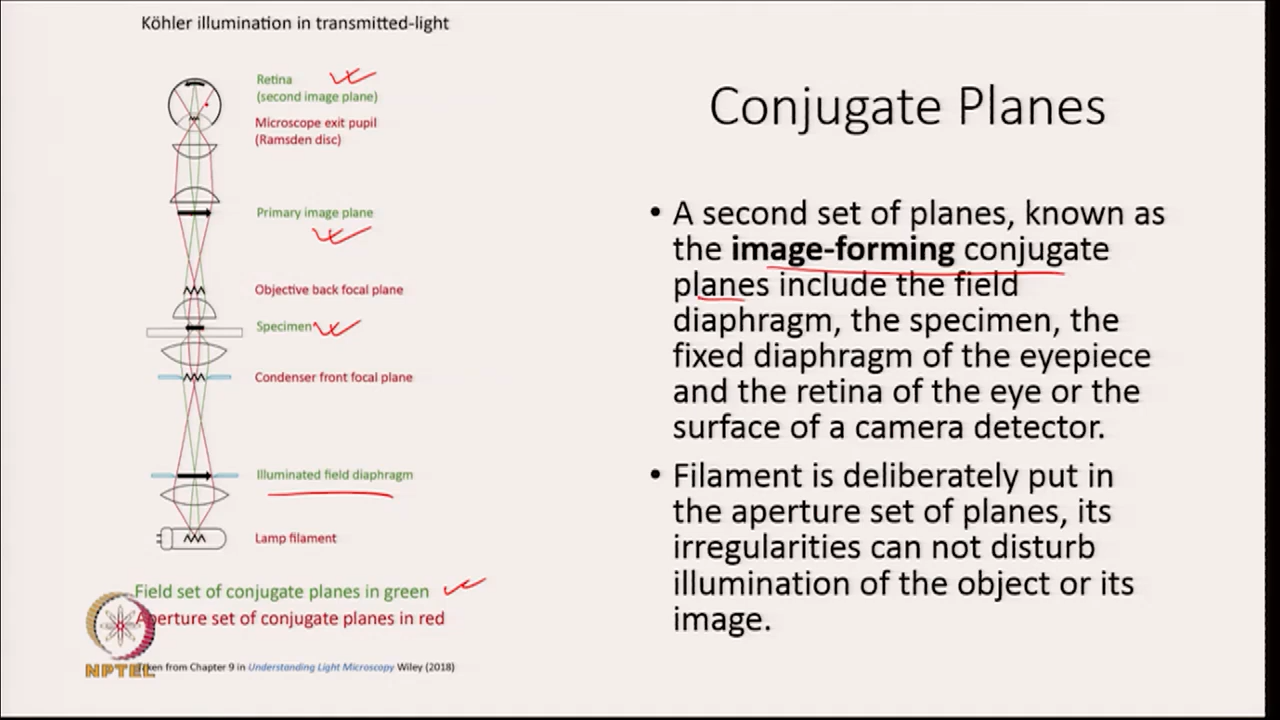 Köhler illumination in transmitted-light
Retina
(second image plane)
Microscope exit pupil
(Ramsden disc)
Primary image plane
Objective back focal plane
Specimen
Condenser front focal plane
Illuminated field diaphragm
Lamp filament
Field set of conjugate planes in green
Aperture set of conjugate planes in red
Taken from Chapter 9 in Understanding Light Microscopy Wiley (2018)
NPTEL
Conjugate Planes
• A second set of planes, known as
the image-forming conjugate
planes include the field
diaphragm, the specimen, the
fixed diaphragm of the eyepiece
and the retina of the eye or the
surface of a camera detector.
• Filament is deliberately put in
the aperture set of planes, its
irregularities can not disturb
illumination of the object or its
image.